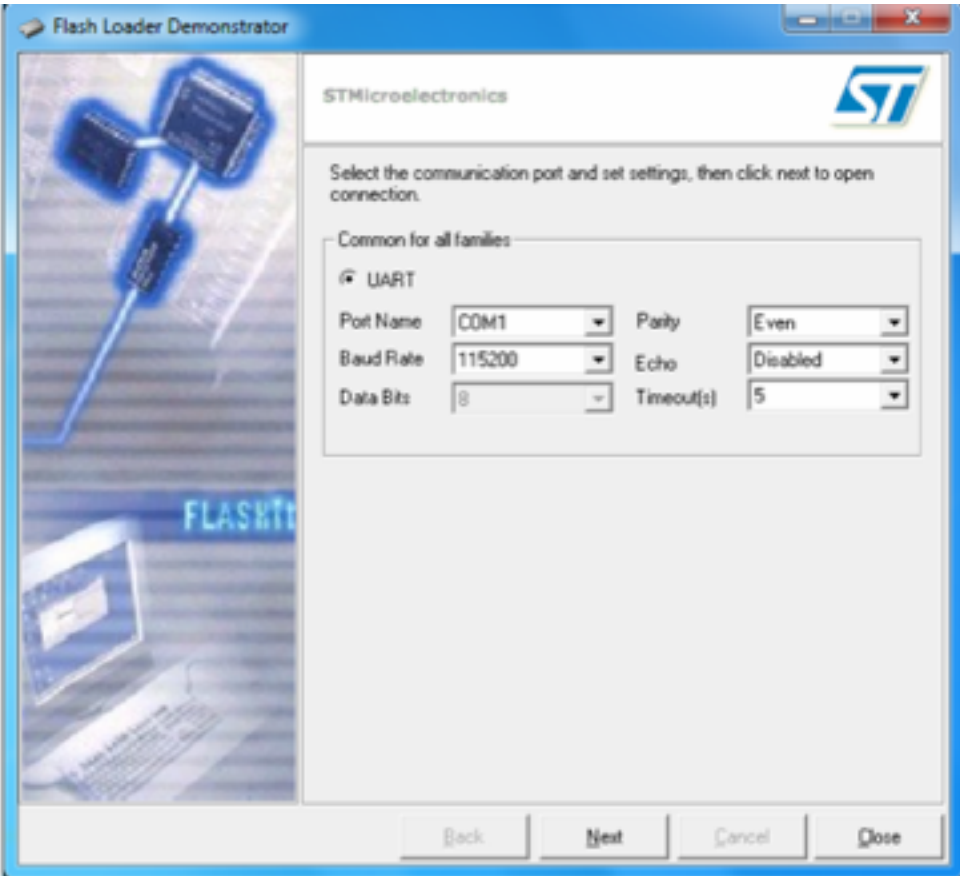 Flash Loader Demonstrator
STMicroelectronics
ST
Select the communication port and set settings, then click next to open
connection.
Common for all families
UART
Port Name COM1 Parity Even
Baud Rate 115200 Echo Disabled
Data Bits 8 Timeout(s) 5
Back Next Cancel Close